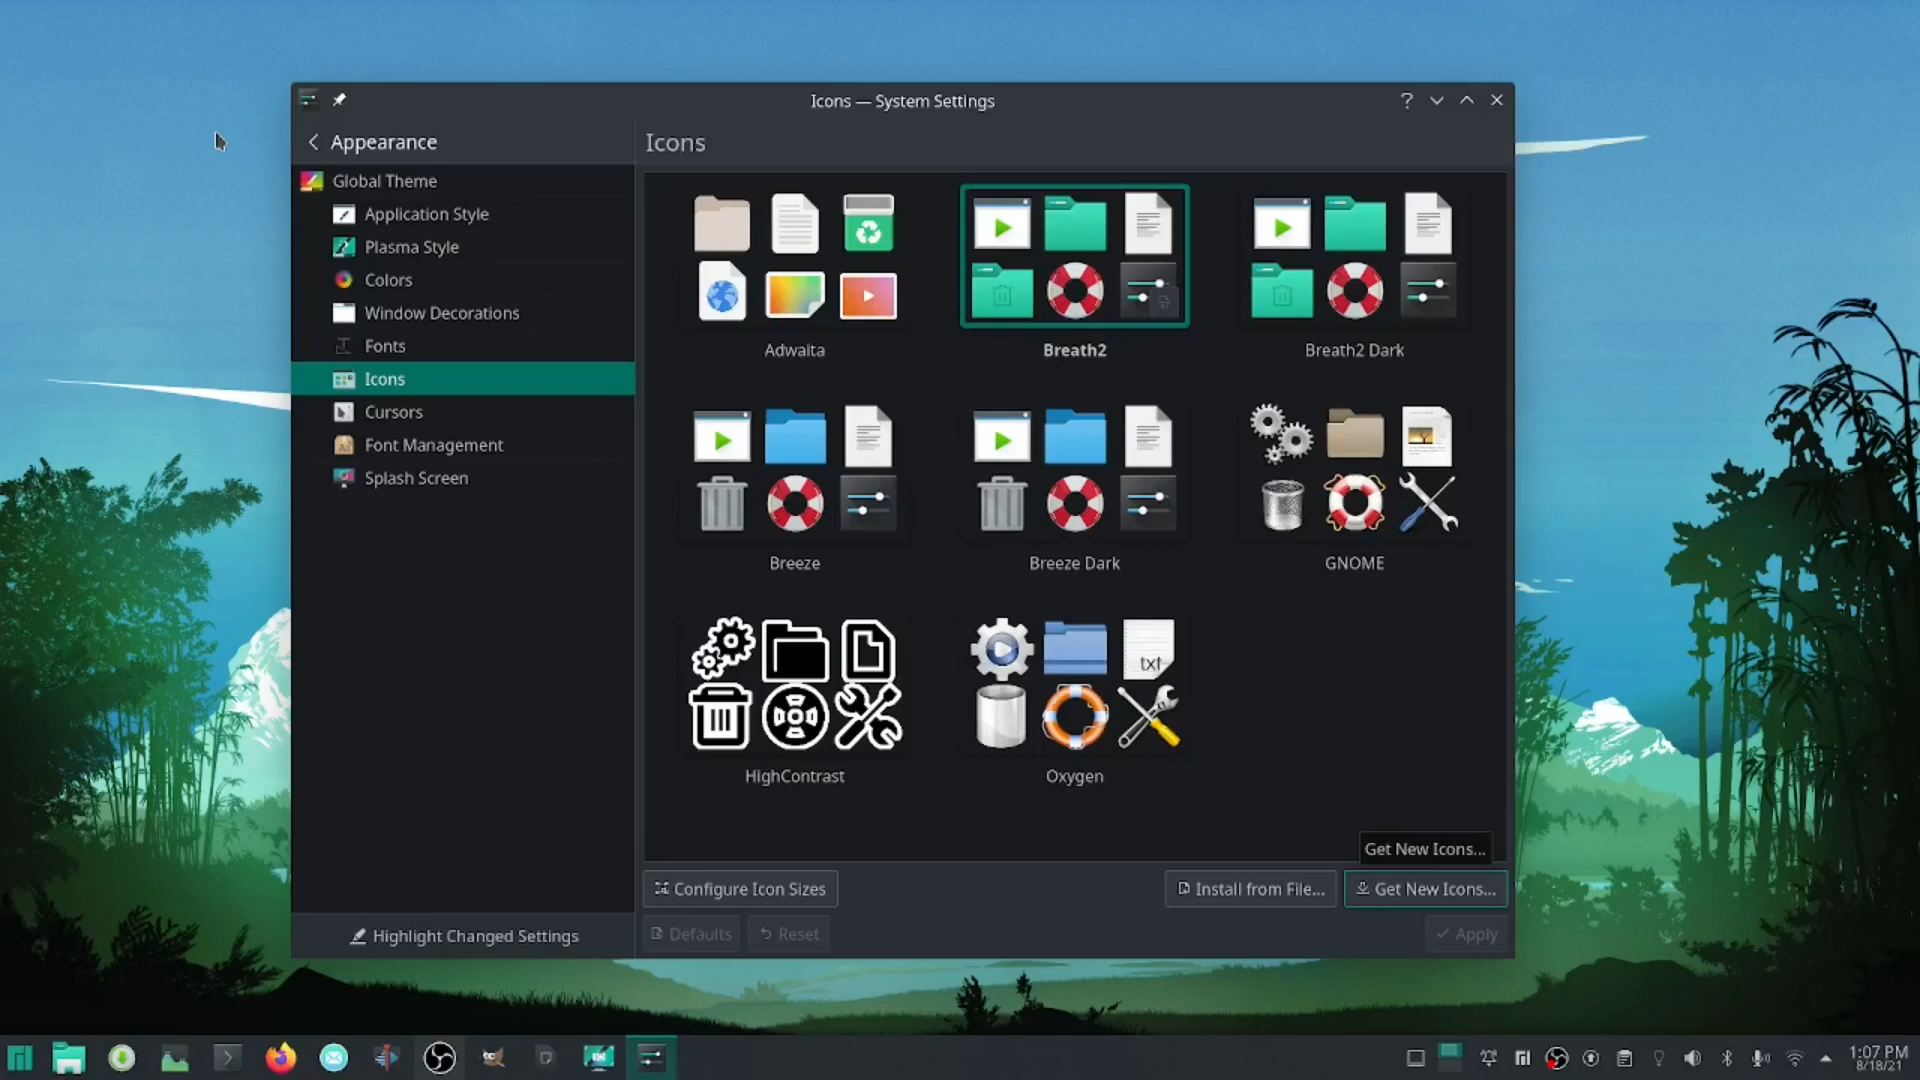 Icons — System Settings
?
Appearance
Icons
Global Theme
Application Style
Plasma Style
Colors
Window Decorations
Fonts
Icons
Cursors
Font Management
Splash Screen
Adwaita
Breath2
Breath2 Dark
Breeze
Breeze Dark
GNOME
txt
HighContrast
Oxygen
Get New Icons...
Configure Icon Sizes
Install from File...
Get New Icons...
Highlight Changed Settings
Defaults
Reset
Apply
1:07 PM
8/18/21